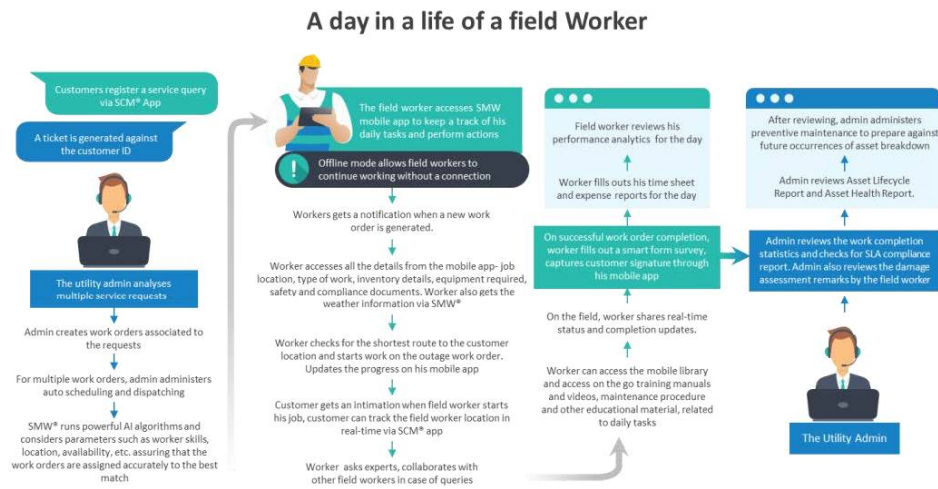 A day in a life of a field Worker
Customers register a service query
via SCM® App
A ticket is generated against
the customer ID
The utility admin analyses
multiple service requests
Admin creates work orders associated to
the requests
For multiple work orders, admin administers
auto scheduling and dispatching
SMW® runs powerful AI algorithms and
considers parameters such as worker skills,
location, availability, etc. assuring that the
work orders are assigned accurately to the best
match
The field worker accesses SMW
mobile app to keep a track of his
daily tasks and perform actions
Offline mode allows field workers to
continue working without a connection
Workers gets a notification when a new work
order is generated.
Worker accesses all the details from the mobile app- job
location, type of work, inventory details, equipment required,
safety and compliance documents. Worker also gets the
weather information via SMW®
Worker checks for the shortest route to the customer
location and starts work on the outage work order.
Updates the progress on his mobile app
Customer gets an intimation when field worker starts
his job, customer can track the field worker location in
real-time via SCM® app
Worker asks experts, collaborates with
other field workers in case of queries
Field worker reviews his
performance analytics for the day
Worker fills out his time sheet
and expense reports for the day
On successful work order completion,
worker fills out a smart form survey,
captures customer signature through
his mobile app
On the field, worker shares real-time
status and completion updates.
Worker can access the mobile library
and access on the go training manuals
and videos, maintenance procedure
and other educational material, related
to daily tasks
After reviewing, admin administers
preventive maintenance to prepare against
future occurrences of asset breakdown
Admin reviews Asset Lifecycle
Report and Asset Health Report.
Admin reviews the work completion
statistics and checks for SLA compliance
report. Admin also reviews the damage
assessment remarks by the field worker
The Utility Admin